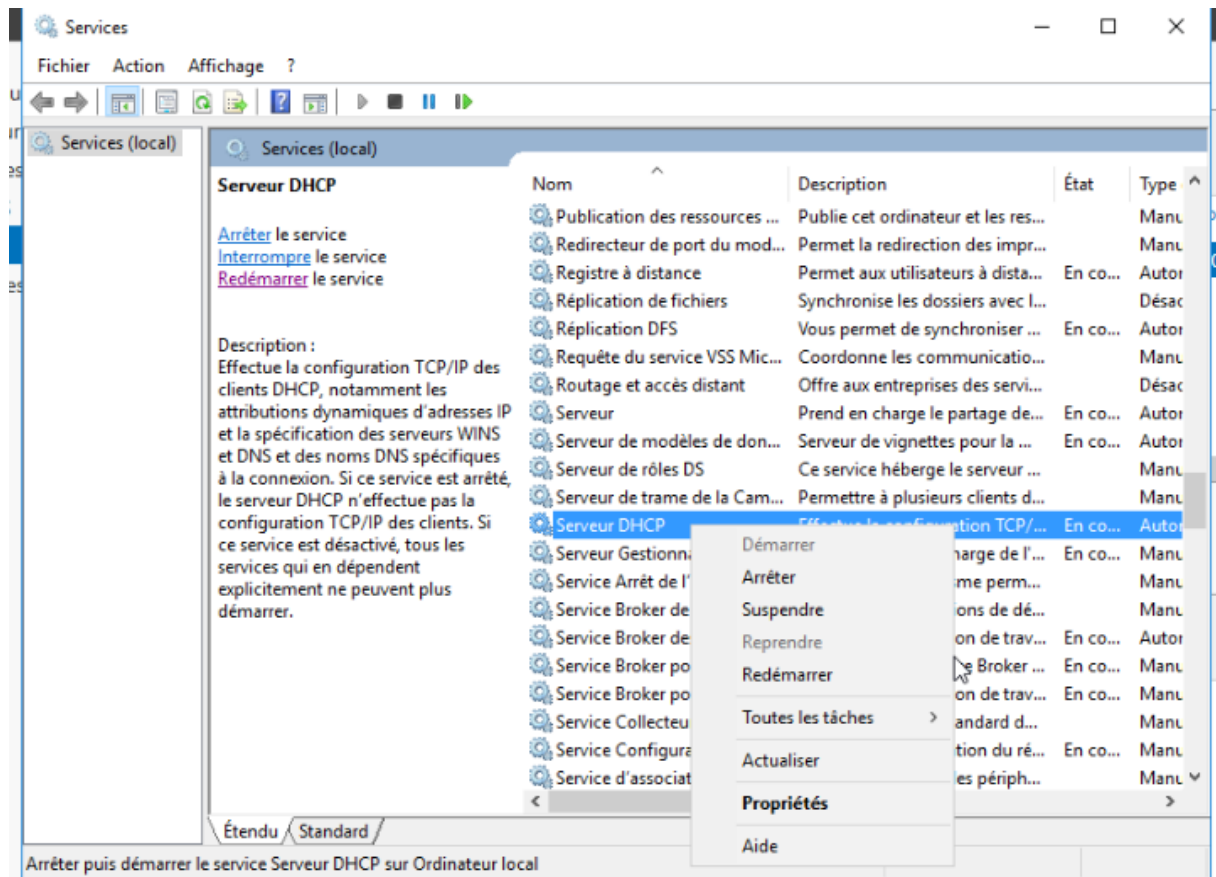 Services
Fichier Action Affichage ?
Services (local)
Services (local)
Serveur DHCP
Arrêter le service
Interrompre le service
Redémarrer le service
Description :
Effectue la configuration TCP/IP des
clients DHCP, notamment les
attributions dynamiques d'adresses IP
et la spécification des serveurs WINS
et DNS et des noms DNS spécifiques
à la connexion. Si ce service est arrêté,
le serveur DHCP n'effectue pas la
configuration TCP/IP des clients. Si
ce service est désactivé, tous les
services qui en dépendent
explicitement ne peuvent plus
démarrer.
Nom Description État Type
Publication des ressources ... Publie cet ordinateur et les res... Manu
Redirecteur de port du mod... Permet la redirection des impr... Manu
Registre à distance Permet aux utilisateurs à dista... En co... Autor
Réplication de fichiers Synchronise les dossiers avec l... Désac
Réplication DFS Vous permet de synchroniser ... En co... Autor
Requête du service VSS Mic... Coordonne les communicatio... Manu
Routage et accès distant Offre aux entreprises des servi... Désac
Serveur Prend en charge le partage de... En co... Autor
Serveur de modèles de don... Serveur de vignettes pour la ... En co... Autor
Serveur de rôles DS Ce service héberge le serveur ... Manu
Serveur de trame de la Cam... Permettre à plusieurs clients d... Manu
Serveur DHCP Effectue la configuration TCP/... En co... Autor
Serveur Gestionna harge de l'... En co... Manu
Service Arrêt de l' sme perm... Manu
Service Broker de ions de dé... Manu
Service Broker de on de trav... En co... Autor
Service Broker po e Broker ... En co... Manu
Service Broker po on de trav... En co... Manu
Service Collecteu andard d... Manu
Service Configura tion du ré... En co... Manu
Service d'associat es périph... Manu
Démarrer
Arrêter
Suspendre
Reprendre
Redémarrer
Toutes les tâches
Actualiser
Propriétés
Aide
Étendu Standard
Arrêter puis démarrer le service Serveur DHCP sur Ordinateur local